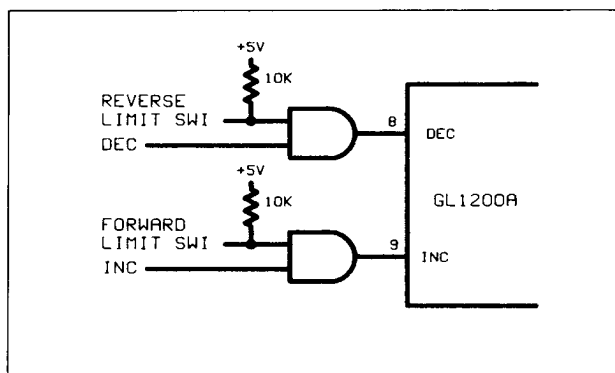 +5V
10K
REVERSE
LIMIT SWI
DEC
8
DEC
+5V
10K
GL1200A
FORWARD
LIMIT SWI
INC
9
INC